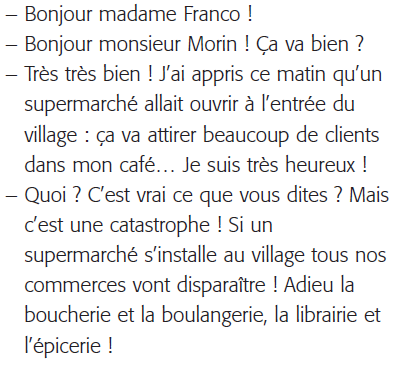 – Bonjour madame Franco !
– Bonjour monsieur Morin ! Ça va bien ?
– Très très bien ! J’ai appris ce matin qu’un
supermarché allait ouvrir à l’entrée du
village : ça va attirer beaucoup de clients
dans mon café… Je suis très heureux !
– Quoi ? C’est vrai ce que vous dites ? Mais
c’est une catastrophe ! Si un
supermarché s’installe au village tous nos
commerces vont disparaître ! Adieu la
boucherie et la boulangerie, la librairie et
l’épicerie !